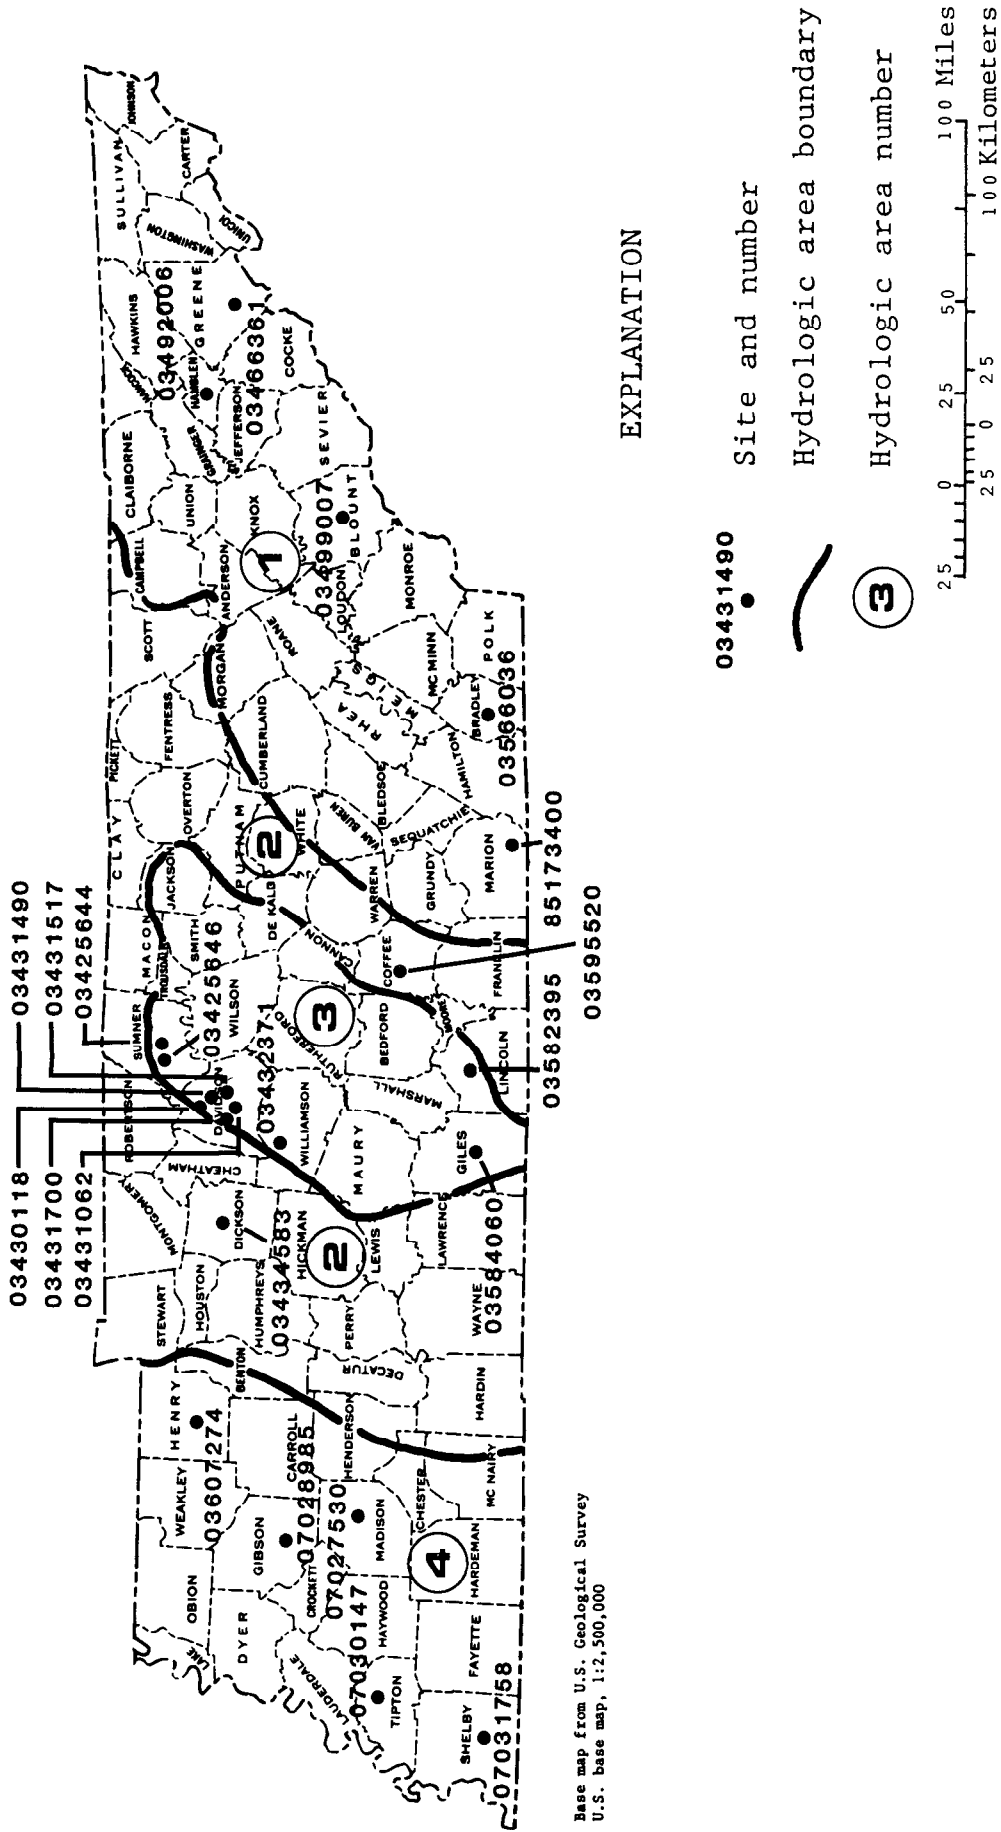 03430118
03431490
03431700
03431517
03431062
03425644
CLAY
PICKETT
CLAIBORNE
HANCOCK
HAWKINS
SULLIVAN
JOHNSON
STEWART
MONTGOMERY
ROBERTSON
SUMNER
MACON
TROUSDALE
JACKSON
OVERTON
FENTRESS
SCOTT
CAMPBELL
UNION
GRAINGER
HAMBLEN
03492006
GREENE
WASHINGTON
CARTER
UNICOI
LAKE
OBION
WEAKLEY
HENRY
03607274
HOUSTON
CHEATHAM
DAVIDSON
WILSON
03425646
SMITH
PUTNAM
2
MORGAN
ANDERSON
KNOX
1
JEFFERSON
03466361
COCKE
DYER
GIBSON
CARROLL
BENTON
HUMPHREYS
DICKSON
03434583
HICKMAN
WILLIAMSON
03432371
RUTHERFORD
3
CANNON
DE KALB
WHITE
CUMBERLAND
ROANE
LOUDON
03499007
BLOUNT
SEVIER
CROCKETT
07028985
07027530
LAUDERDALE
07030147
TIPTON
HAYWOOD
MADISON
HENDERSON
DECATUR
PERRY
2
LEWIS
MAURY
MARSHALL
BEDFORD
COFFEE
WARREN
VAN BUREN
BLEDSOE
RHEA
MEIGS
MC MINN
MONROE
CHESTER
4
SHELBY
07031758
FAYETTE
HARDEMAN
MC NAIRY
HARDIN
WAYNE
LAWRENCE
GILES
03584060
LINCOLN
MOORE
FRANKLIN
GRUNDY
SEQUATCHIE
MARION
HAMILTON
BRADLEY
POLK
03566036
03582395
85173400
03595520
Base map from U.S. Geological Survey
U.S. base map, 1:2,500,000
EXPLANATION
03431490
Site and number
Hydrologic area boundary
3
Hydrologic area number
25 0 25 50 100 Miles
25 0 25 100 Kilometers